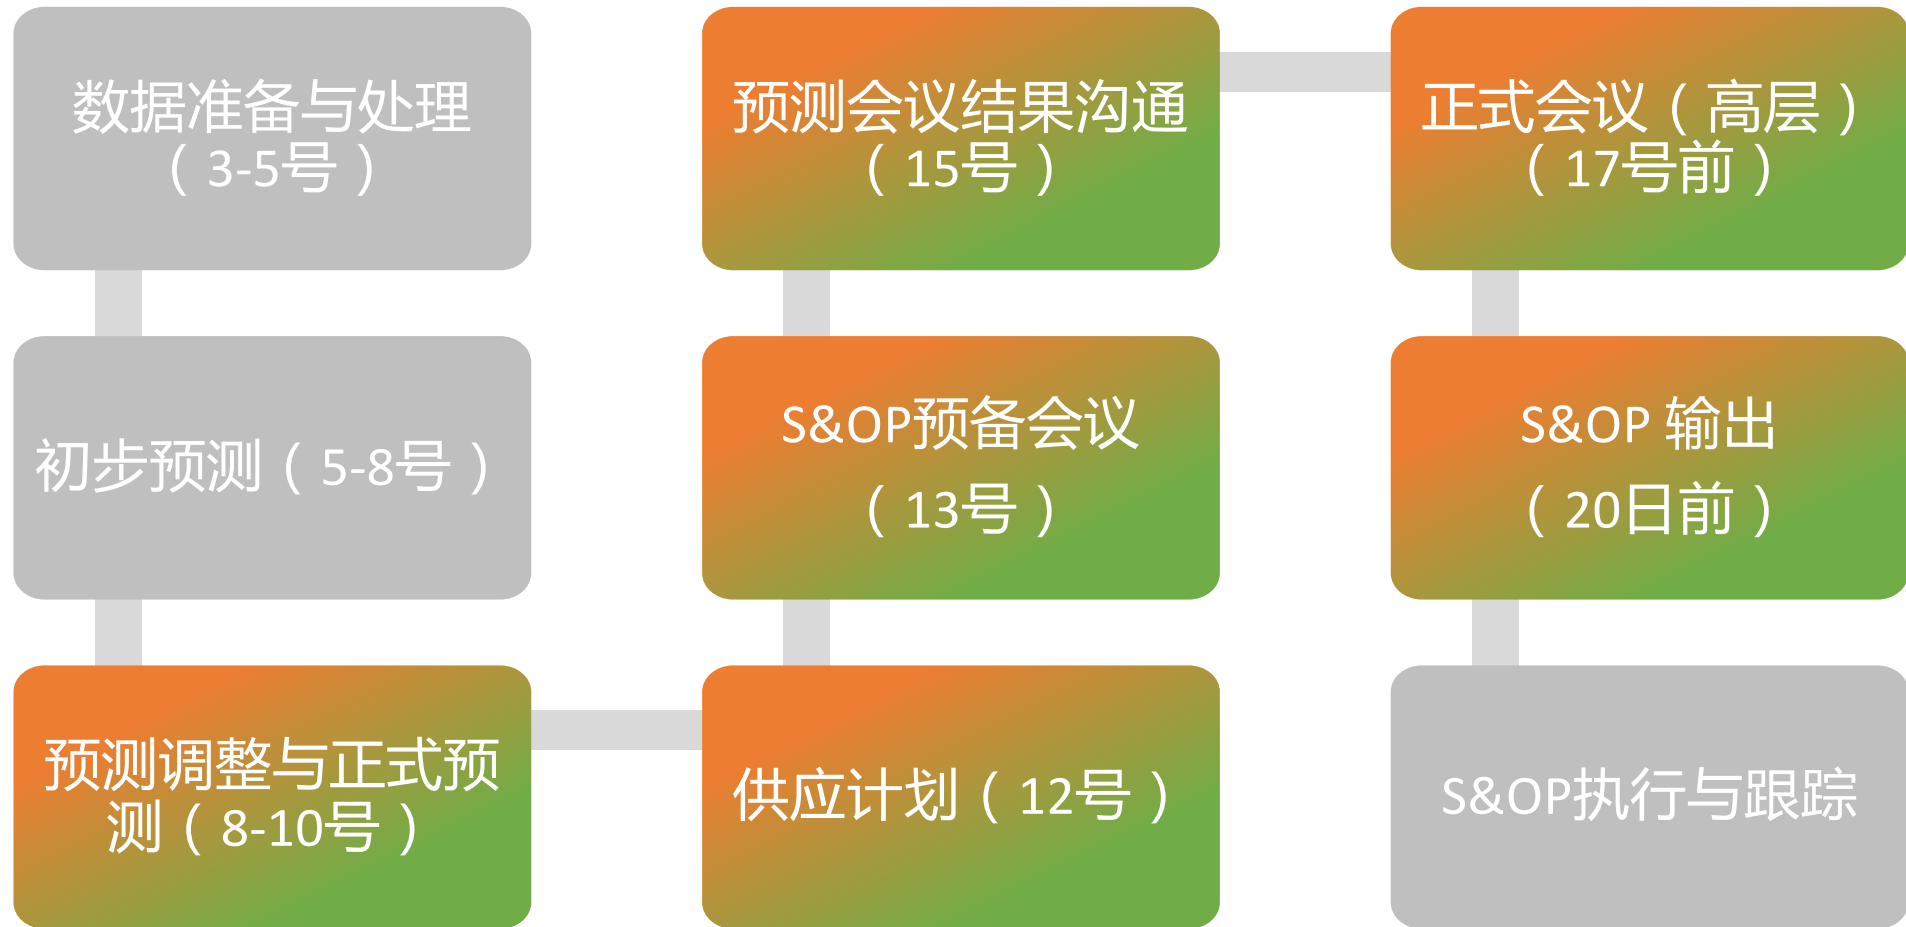 数据准备与处理
（3-5号）
初步预测（5-8号）
预测调整与正式预
测（8-10号）
供应计划（12号）
S&OP预备会议
（13号）
预测会议结果沟通
（15号）
正式会议（高层）
（17号前）
S&OP 输出
（20日前）
S&OP执行与跟踪